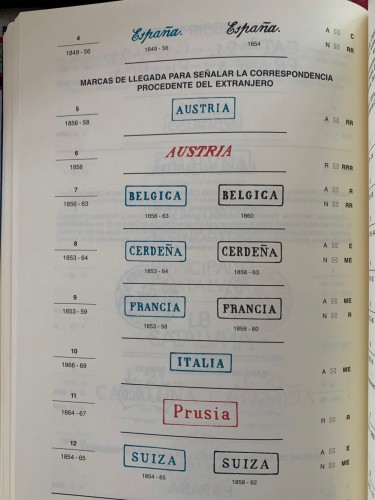 4 España. España. A ✉ C
1849 - 56 1849 - 56 1854 N ✉ RR
MARCAS DE LLEGADA PARA SEÑALAR LA CORRESPONDENCIA
PROCEDENTE DEL EXTRANJERO
5 AUSTRIA
1856 - 58 A ✉ RR
6 AUSTRIA
1858 R ✉ RRR
7 BELGICA BELGICA A ✉ R
1858 - 63 1858 - 63 1860 N ✉ RR
8 CERDEÑA CERDEÑA A ✉ E
1853 - 64 1853 - 64 1858 - 63 N ✉ ME
9 FRANCIA FRANCIA A ✉ ME
1853 - 59 1853 - 58 1859 - 60 N ✉ R
10 ITALIA
1866 - 69 A ✉ ME
11 Prusia
1864 - 67 R ✉ R
12 SUIZA SUIZA A ✉ E
1854 - 65 1854 - 65 1858 - 62 N ✉ ME